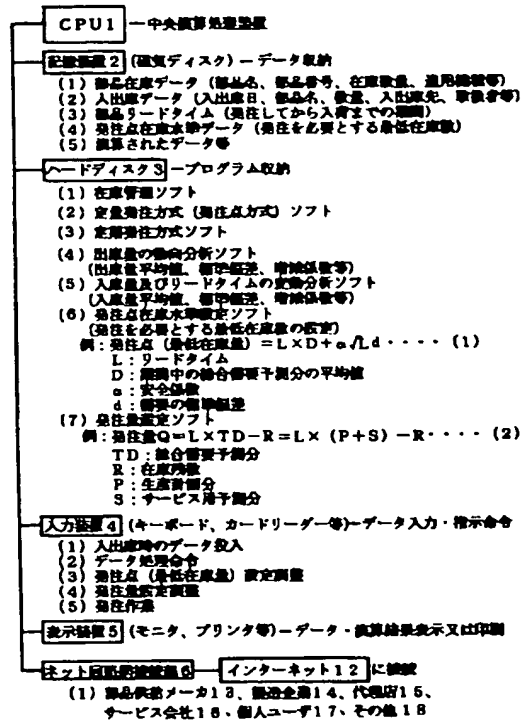 CPU1 ー中央演算処理装置
記憶装置2 (磁気ディスク) ーデータ収納
(1) 部品在庫データ (部品名、部品番号、在庫数量、適用機種等)
(2) 入出庫データ (入出庫日、部品名、数量、入出庫先、取扱者等)
(3) 部品リードタイム (発注してから入荷までの期間)
(4) 発注点在庫水準データ (発注を必要とする最低在庫数)
(5) 演算されたデータ等
ハードディスク3 ープログラム収納
(1) 在庫管理ソフト
(2) 定量発注方式 (発注点方式) ソフト
(3) 定期発注方式ソフト
(4) 出庫量の動向分析ソフト
(出庫量平均値、標準偏差、増減係数等)
(5) 入庫量及びリードタイムの変動分析ソフト
(入庫量平均値、標準偏差、増減係数等)
(6) 発注点在庫水準設定ソフト
(発注を必要とする最低在庫数の設定)
例:発注点 (最低在庫量) =L×D+α√Ld・・・・ (1)
L:リードタイム
D:期間中の総合需要予測分の平均値
α:安全係数
d:需要の標準偏差
(7) 発注量設定ソフト
例:発注量Q=L×TD-R=L× (P+S) -R・・・・ (2)
TD:総合需要予測分
R:在庫残数
P:生産計画分
S:サービス用予測分
入力装置4 (キーボード、カードリーダー等)ーデータ入力・指示命令
(1) 入出庫時のデータ投入
(2) データ処理命令
(3) 発注点 (最低在庫量) 設定調整
(4) 発注量設定調整
(5) 発注作業
表示装置5 (モニタ、プリンタ等)ーデータ・演算結果表示又は印刷
ネット回路接続装置6 インターネット12 に接続
(1) 部品供給メーカ13、製造企業14、代理店15、
サービス会社16、個人ユーザ17、その他18